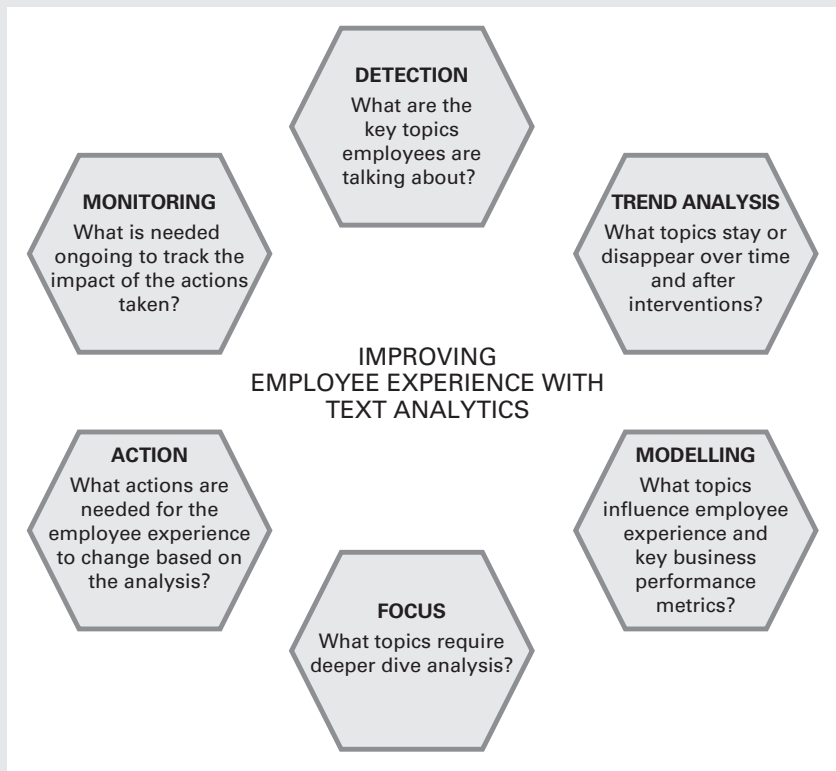 DETECTION
What are the
key topics
employees are
talking about?
TREND ANALYSIS
What topics stay or
disappear over time
and after
interventions?
MODELLING
What topics
influence employee
experience and
key business
performance
metrics?
FOCUS
What topics require
deeper dive analysis?
ACTION
What actions are
needed for the
employee experience
to change based on
the analysis?
MONITORING
What is needed
ongoing to track the
impact of the actions
taken?
IMPROVING
EMPLOYEE EXPERIENCE WITH
TEXT ANALYTICS